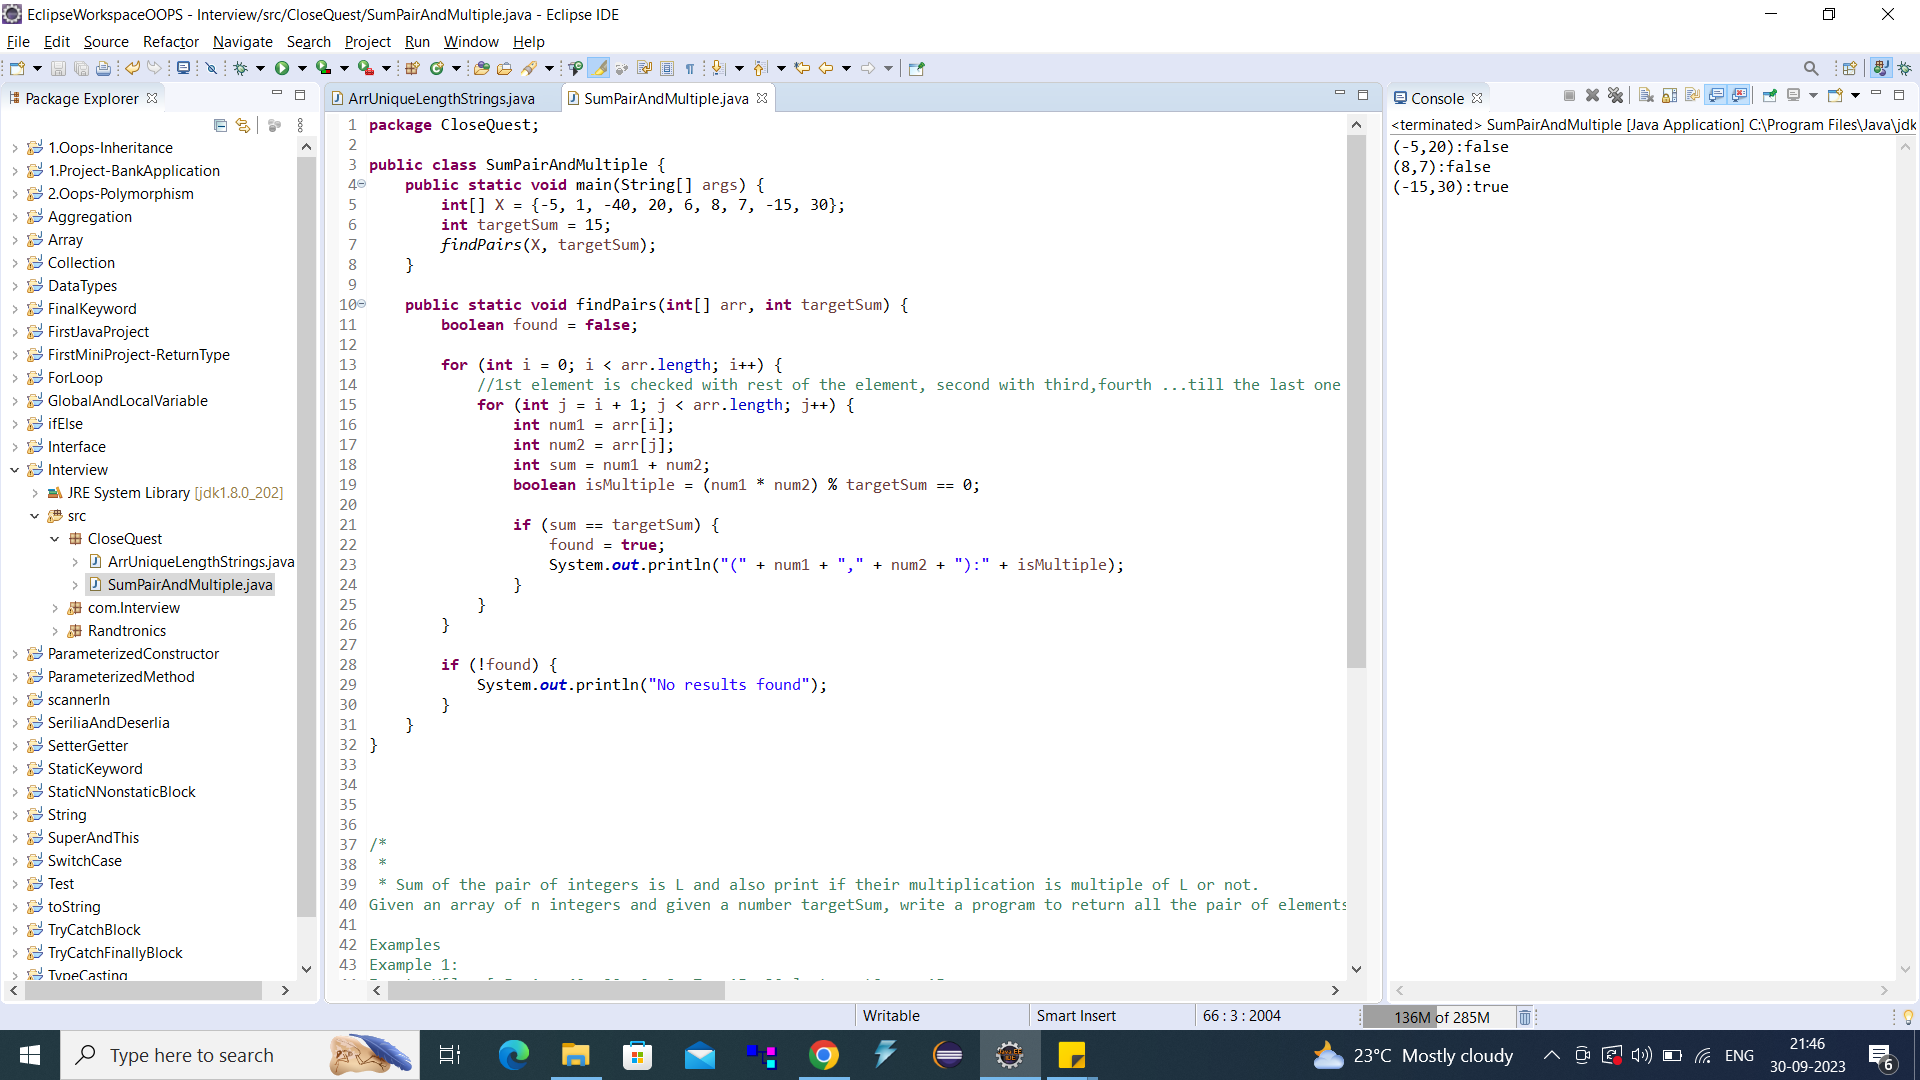 EclipseWorkspaceOOPS - Interview/src/CloseQuest/SumPairAndMultiple.java - Eclipse IDE
File Edit Source Refactor Navigate Search Project Run Window Help
Package Explorer
1.Oops-Inheritance
1.Project-BankApplication
2.Oops-Polymorphism
Aggregation
Array
Collection
DataTypes
FinalKeyword
FirstJavaProject
FirstMiniProject-ReturnType
ForLoop
GlobalAndLocalVariable
ifElse
Interface
Interview
JRE System Library [jdk1.8.0_202]
src
CloseQuest
ArrUniqueLengthStrings.java
SumPairAndMultiple.java
com.Interview
Randtronics
ParameterizedConstructor
ParameterizedMethod
scannerIn
SeriliaAndDeserlia
SetterGetter
StaticKeyword
StaticNNonstaticBlock
String
SuperAndThis
SwitchCase
Test
toString
TryCatchBlock
TryCatchFinallyBlock
TypeCasting
ArrUniqueLengthStrings.java SumPairAndMultiple.java
1 package CloseQuest;
2
3 public class SumPairAndMultiple {
4 public static void main(String[] args) {
5 int[] X = {-5, 1, -40, 20, 6, 8, 7, -15, 30};
6 int targetSum = 15;
7 findPairs(X, targetSum);
8 }
9
10 public static void findPairs(int[] arr, int targetSum) {
11 boolean found = false;
12
13 for (int i = 0; i < arr.length; i++) {
14 //1st element is checked with rest of the element, second with third,fourth ...till the last one
15 for (int j = i + 1; j < arr.length; j++) {
16 int num1 = arr[i];
17 int num2 = arr[j];
18 int sum = num1 + num2;
19 boolean isMultiple = (num1 * num2) % targetSum == 0;
20
21 if (sum == targetSum) {
22 found = true;
23 System.out.println("(" + num1 + "," + num2 + "):" + isMultiple);
24 }
25 }
26 }
27
28 if (!found) {
29 System.out.println("No results found");
30 }
31 }
32 }
33
34
35
36
37 /*
38 *
39 * Sum of the pair of integers is L and also print if their multiplication is multiple of L or not.
40 Given an array of n integers and given a number targetSum, write a program to return all the pair of elements
41
42 Examples
43 Example 1:
Console
<terminated> SumPairAndMultiple [Java Application] C:\Program Files\Java\jdk
(-5,20):false
(8,7):false
(-15,30):true
Writable Smart Insert 66 : 3 : 2004 136M of 285M
Type here to search
23°C Mostly cloudy
ENG
21:46
30-09-2023
6